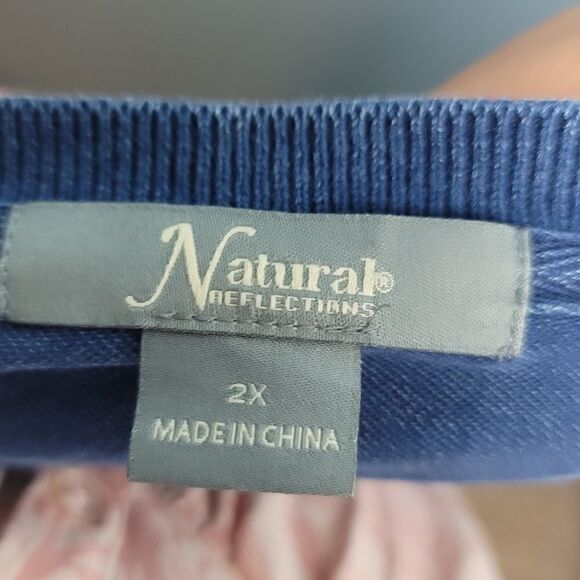 Natural®
REFLECTIONS
2X
MADE IN CHINA